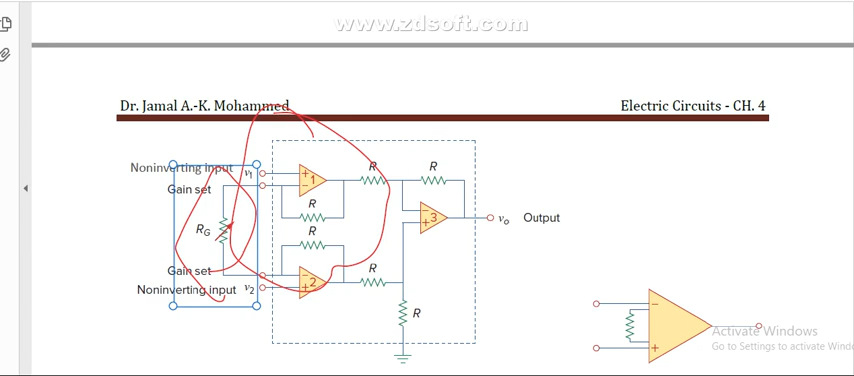 www.zdsoft.com
Dr. Jamal A.-K. Mohammed Electric Circuits - CH. 4
Noninverting input v1
Gain set
+
−
1
R
R
R
RG
R
−
+
3
vo Output
Gain set
−
+
2
R
Noninverting input v2
R
−
+
Activate Windows
Go to Settings to activate Wind